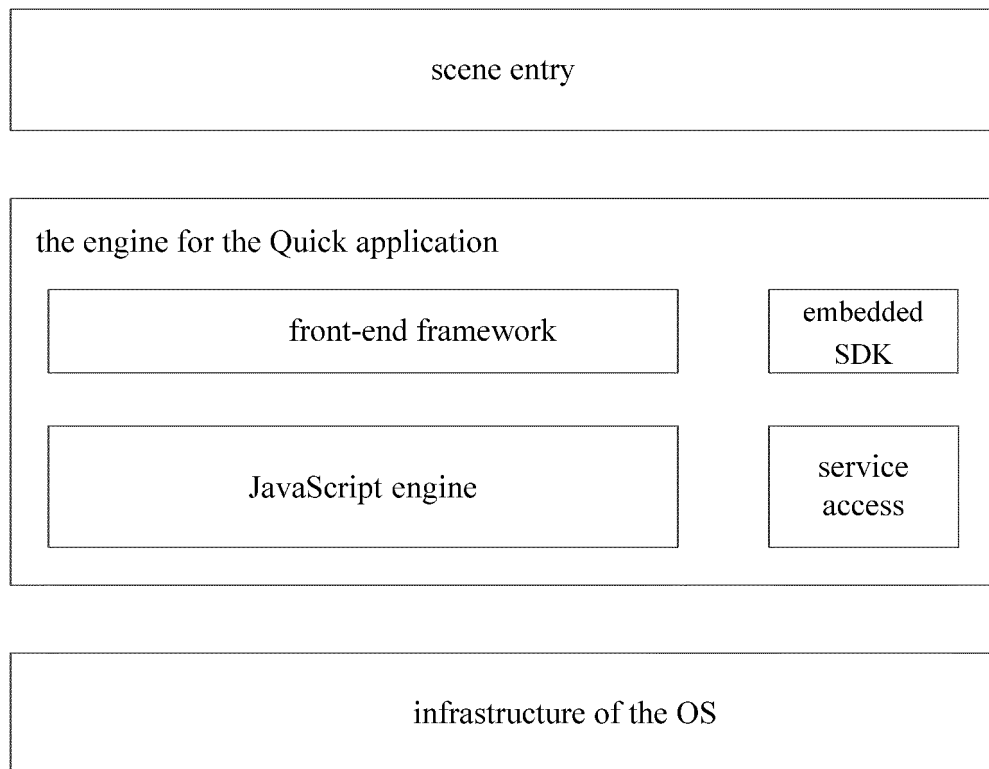 scene entry
the engine for the Quick application
front-end framework
embedded
SDK
JavaScript engine
service
access
infrastructure of the OS